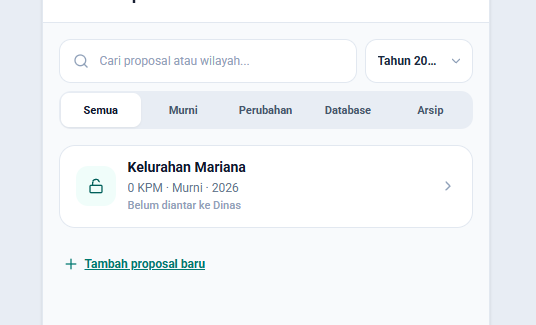 Cari proposal atau wilayah...
Tahun 20...
Semua
Murni
Perubahan
Database
Arsip
Kelurahan Mariana
0 KPM · Murni · 2026
Belum diantar ke Dinas
Tambah proposal baru